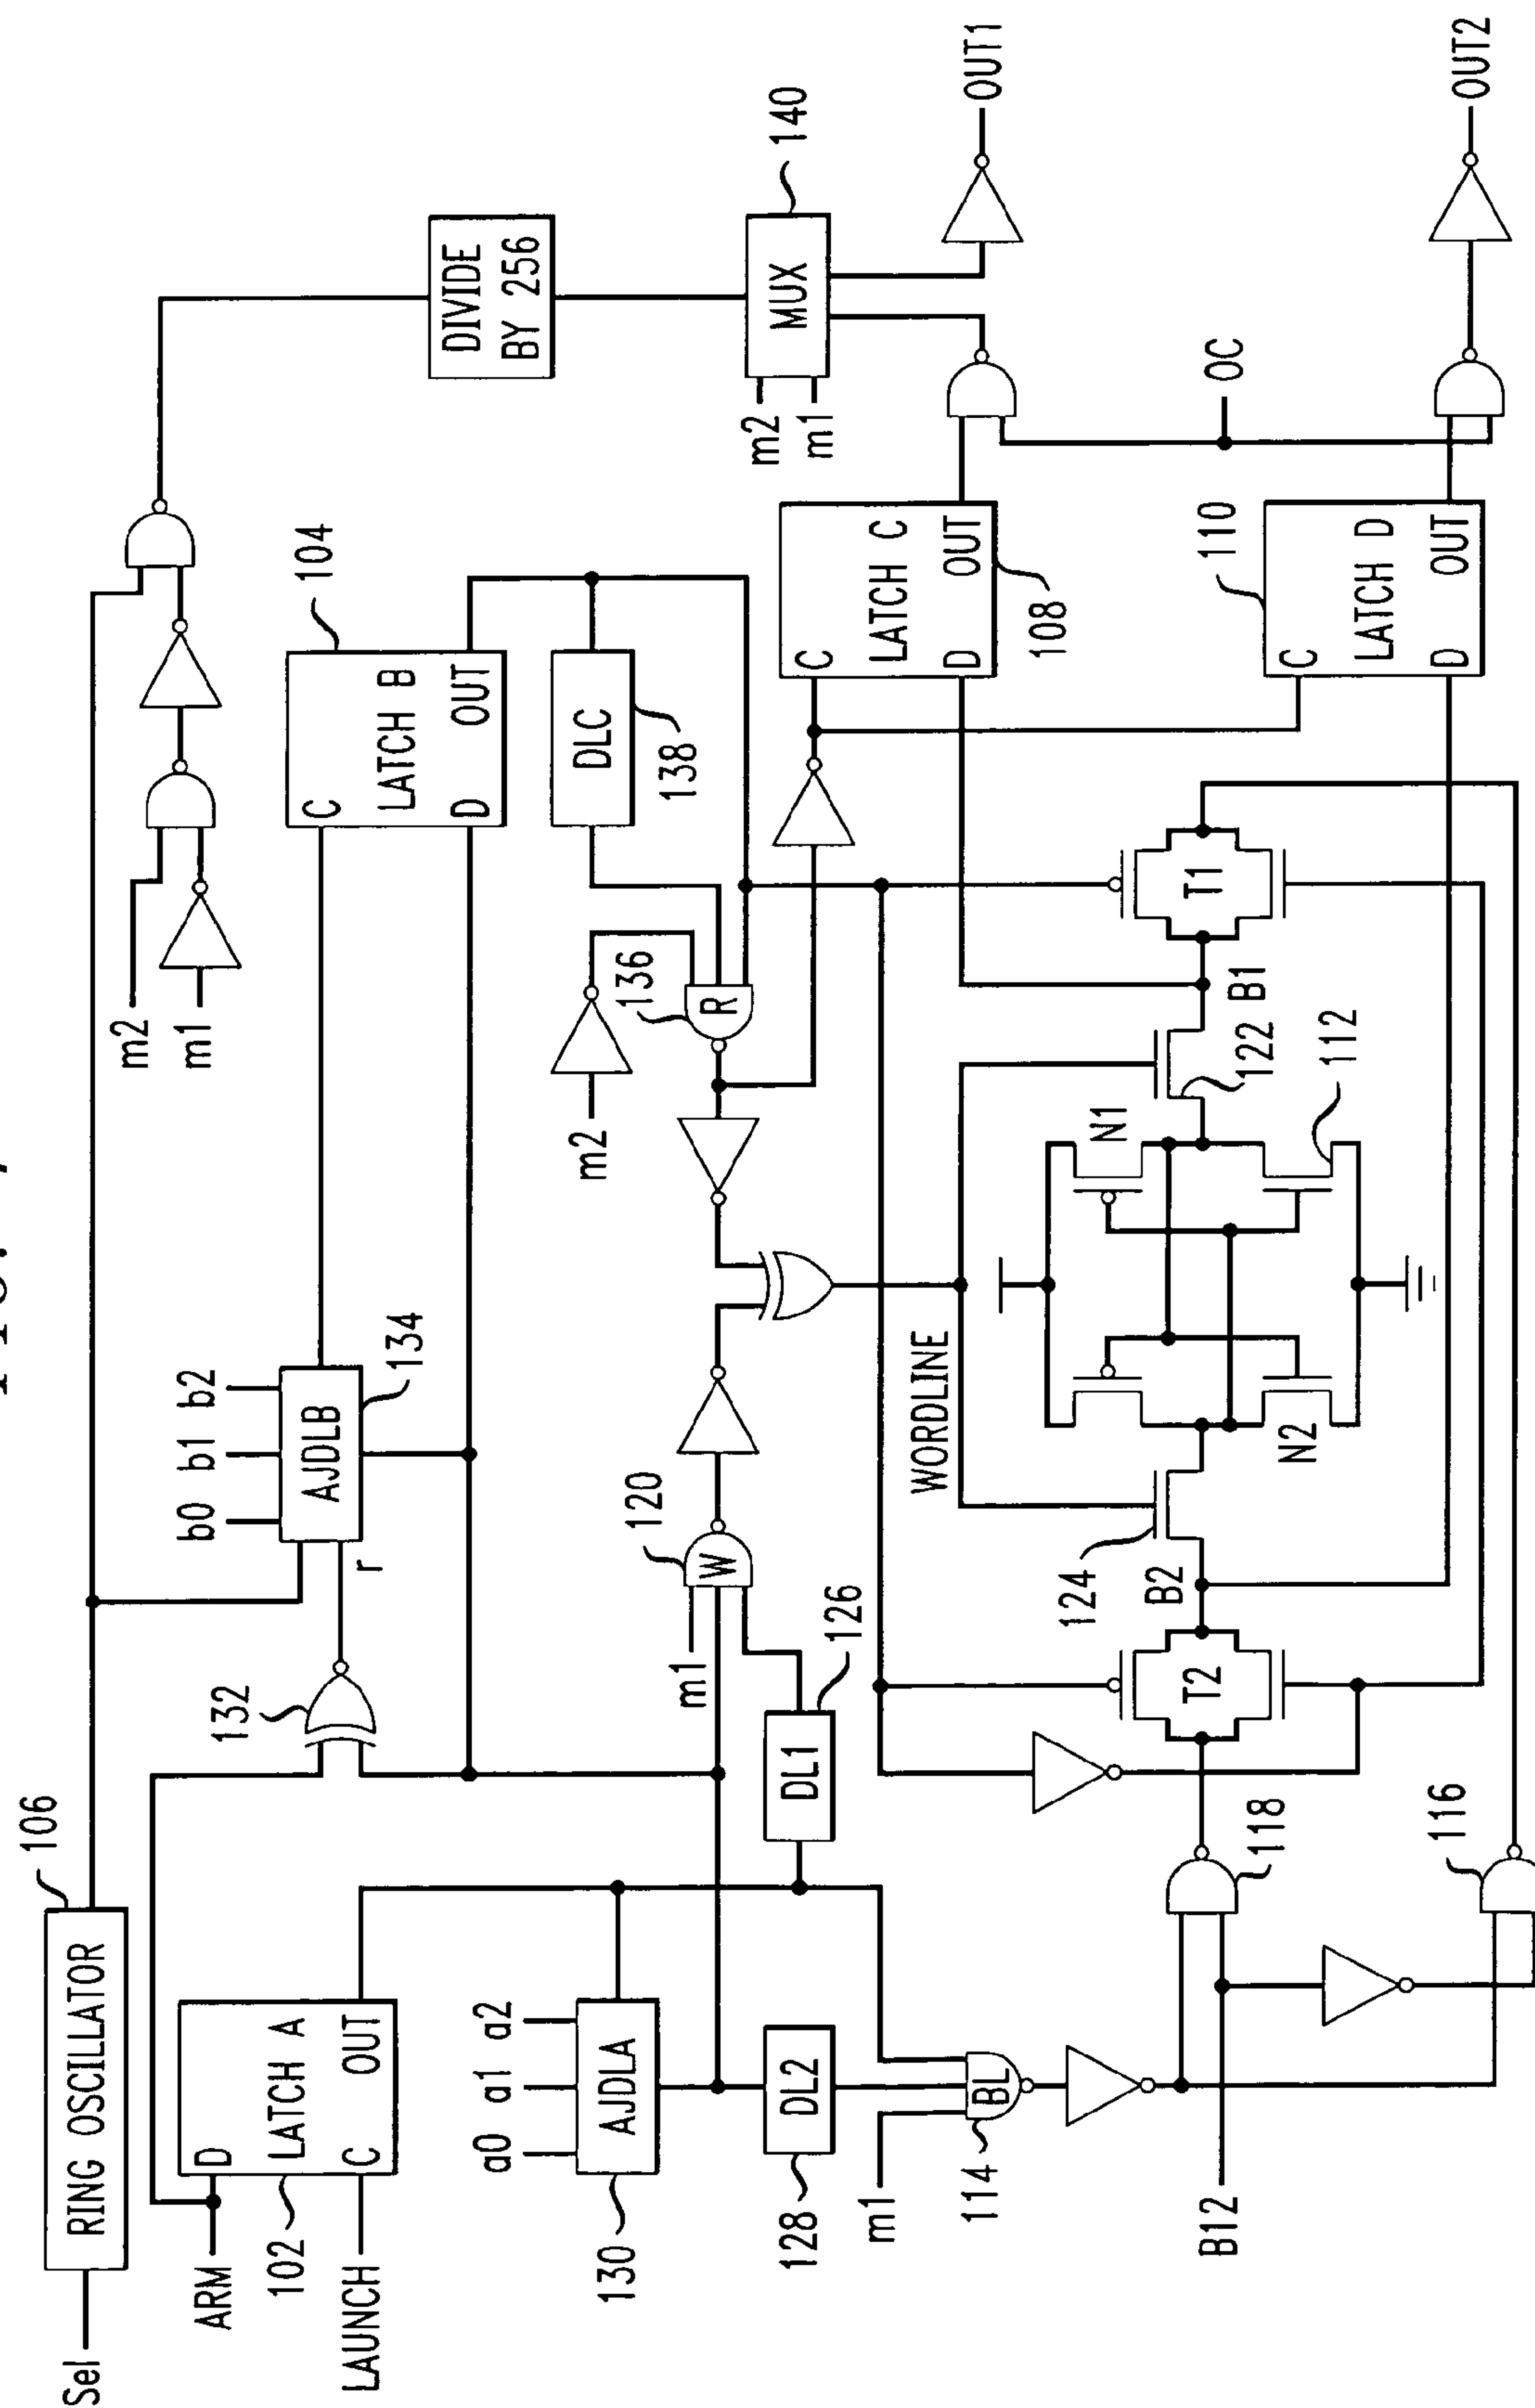 Sel
RING OSCILLATOR
106
ARM
LAUNCH
102
D
LATCH A
C OUT
132
r
b0 b1 b2
AJDLB
134
104
C
LATCH B
D OUT
m2
m1
DIVIDE
BY 256
MUX
140
m2
m1
OUT1
a0 a1 a2
AJDLA
130
DL2
128
DL1
126
m1
W
120
m2
R
136
DLC
138
C
LATCH C
D OUT
108
OC
m1
BL
114
B12
118
116
WORDLINE
T2
B2
124
N2
N1
112
122
B1
T1
110
C
LATCH D
D OUT
OUT2